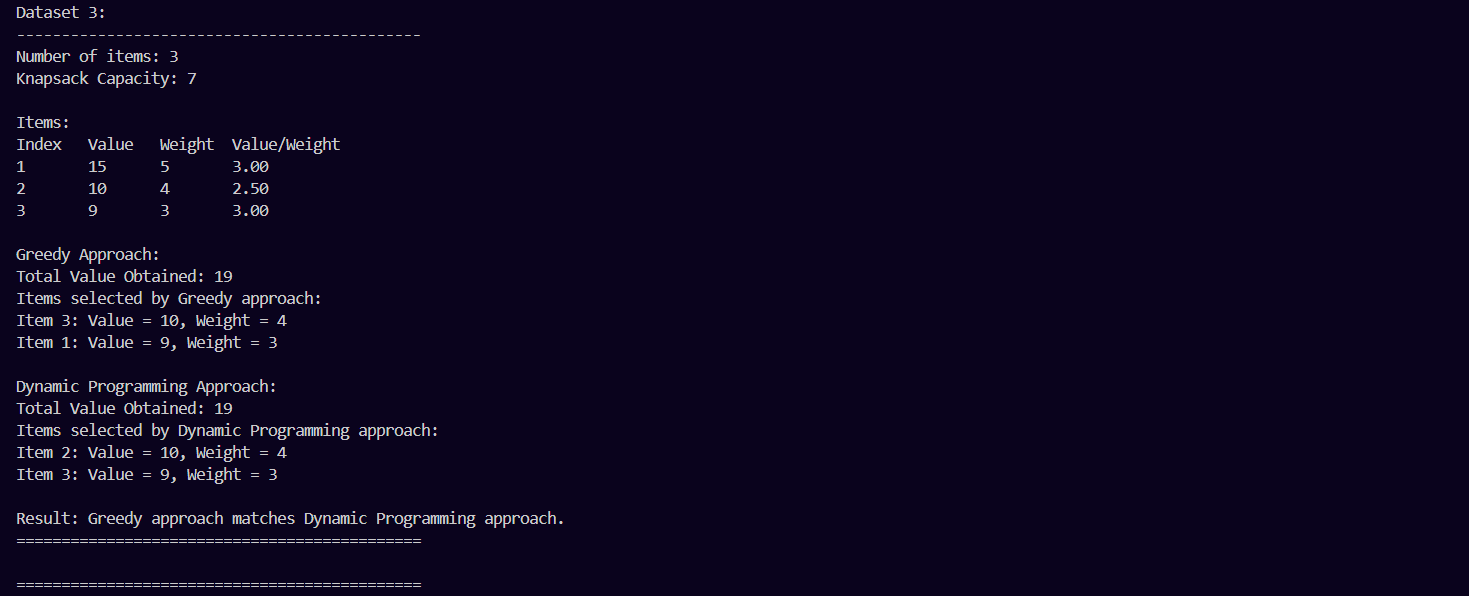 Dataset 3:
---------------------------------------------
Number of items: 3
Knapsack Capacity: 7
Items:
Index   Value   Weight  Value/Weight
1       15      5       3.00
2       10      4       2.50
3       9       3       3.00
Greedy Approach:
Total Value Obtained: 19
Items selected by Greedy approach:
Item 3: Value = 10, Weight = 4
Item 1: Value = 9, Weight = 3
Dynamic Programming Approach:
Total Value Obtained: 19
Items selected by Dynamic Programming approach:
Item 2: Value = 10, Weight = 4
Item 3: Value = 9, Weight = 3
Result: Greedy approach matches Dynamic Programming approach.
=============================================
=============================================